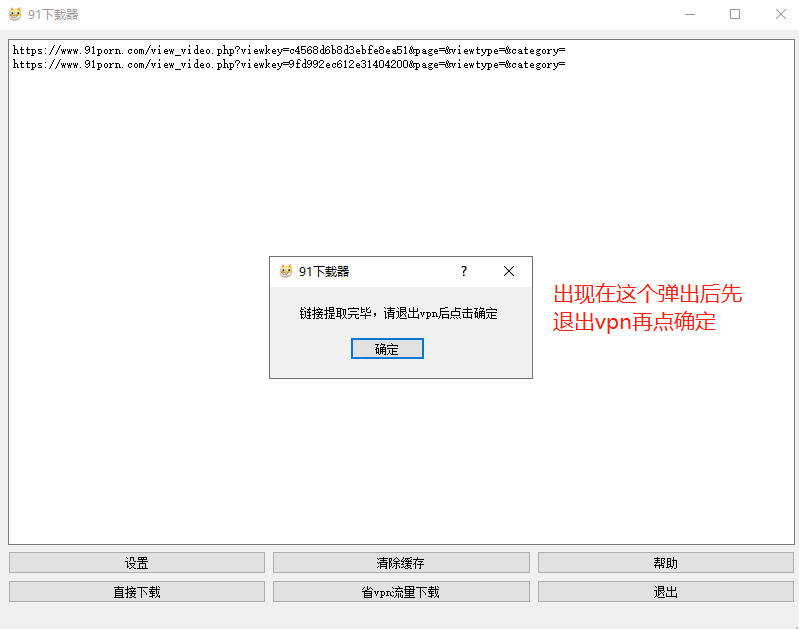 91下载器
https://www.91porn.com/view_video.php?viewkey=c4568d6b8d3ebfe8ea51&page=&viewtype=&category=
https://www.91porn.com/view_video.php?viewkey=9fd992ec612e31404200&page=&viewtype=&category=
91下载器
?
链接提取完毕，请退出vpn后点击确定
确定
出现在这个弹出后先
退出vpn再点确定
设置
清除缓存
帮助
直接下载
省vpn流量下载
退出